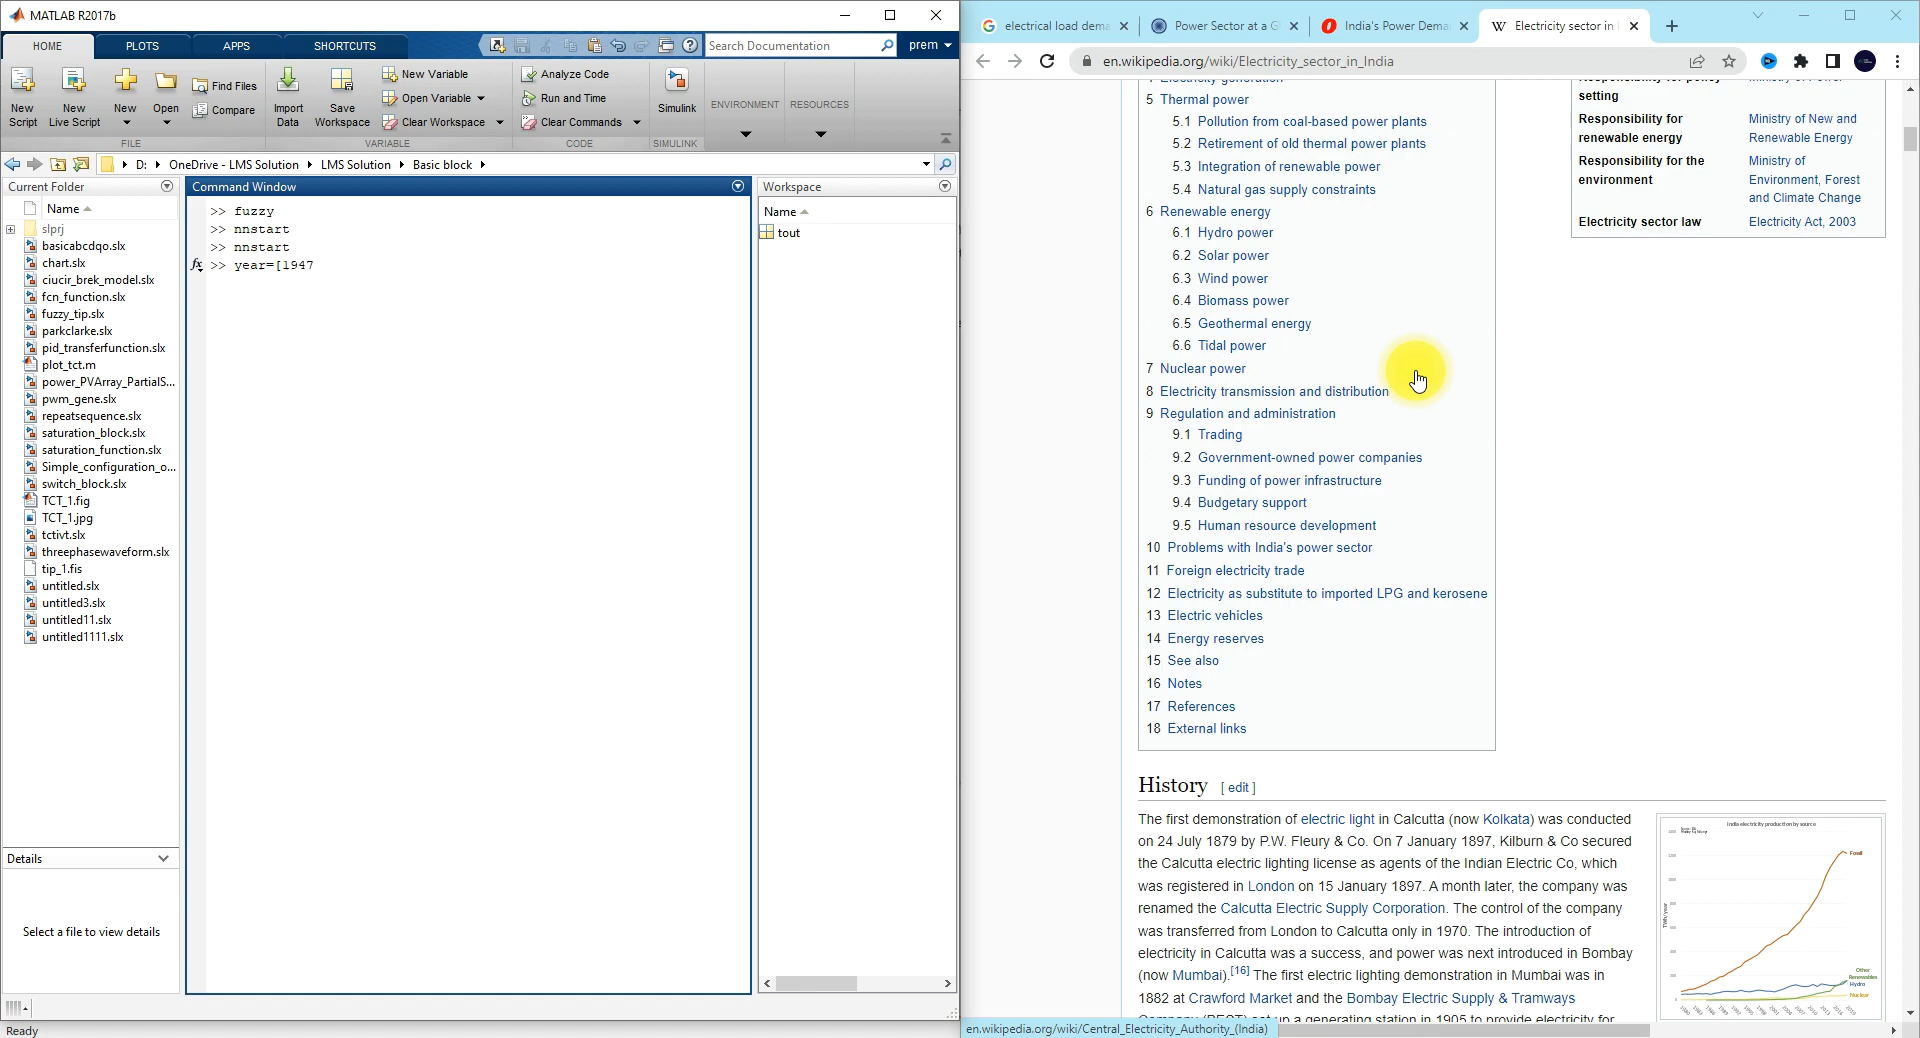 MATLAB R2017b
HOME
PLOTS
APPS
SHORTCUTS
Search Documentation
prem
New Script
New Live Script
New
Open
Find Files
Compare
Import Data
Save Workspace
New Variable
Open Variable
Clear Workspace
Analyze Code
Run and Time
Clear Commands
Simulink
ENVIRONMENT
RESOURCES
FILE
VARIABLE
CODE
SIMULINK
D:
OneDrive - LMS Solution
LMS Solution
Basic block
Current Folder
Name
slprj
basicabcdqo.slx
chart.slx
ciucir_brek_model.slx
fcn_function.slx
fuzzy_tip.slx
parkclarke.slx
pid_transferfunction.slx
plot_tct.m
power_PVArray_PartialS...
pwm_gene.slx
repeatsequence.slx
saturation_block.slx
saturation_function.slx
Simple_configuration_o...
switch_block.slx
TCT_1.fig
TCT_1.jpg
tctivt.slx
threephasewaveform.slx
tip_1.fis
untitled.slx
untitled3.slx
untitled11.slx
untitled1111.slx
Details
Select a file to view details
Ready
Command Window
>> fuzzy
>> nnstart
>> nnstart
fx >> year=[1947
Workspace
Name
tout
electrical load dema
Power Sector at a G
India's Power Dema
Electricity sector in
en.wikipedia.org/wiki/Electricity_sector_in_India
5 Thermal power
5.1 Pollution from coal-based power plants
5.2 Retirement of old thermal power plants
5.3 Integration of renewable power
5.4 Natural gas supply constraints
6 Renewable energy
6.1 Hydro power
6.2 Solar power
6.3 Wind power
6.4 Biomass power
6.5 Geothermal energy
6.6 Tidal power
7 Nuclear power
8 Electricity transmission and distribution
9 Regulation and administration
9.1 Trading
9.2 Government-owned power companies
9.3 Funding of power infrastructure
9.4 Budgetary support
9.5 Human resource development
10 Problems with India's power sector
11 Foreign electricity trade
12 Electricity as substitute to imported LPG and kerosene
13 Electric vehicles
14 Energy reserves
15 See also
16 Notes
17 References
18 External links
setting
Responsibility for renewable energy
Ministry of New and Renewable Energy
Responsibility for the environment
Ministry of Environment, Forest and Climate Change
Electricity sector law
Electricity Act, 2003
History [ edit ]
The first demonstration of electric light in Calcutta (now Kolkata) was conducted
on 24 July 1879 by P.W. Fleury & Co. On 7 January 1897, Kilburn & Co secured
the Calcutta electric lighting license as agents of the Indian Electric Co, which
was registered in London on 15 January 1897. A month later, the company was
renamed the Calcutta Electric Supply Corporation. The control of the company
was transferred from London to Calcutta only in 1970. The introduction of
electricity in Calcutta was a success, and power was next introduced in Bombay
(now Mumbai).[16] The first electric lighting demonstration in Mumbai was in
1882 at Crawford Market and the Bombay Electric Supply & Tramways
India electricity production by source
Fossil
Other
Renewables
Hydro
Nuclear
TWh/year
en.wikipedia.org/wiki/Central_Electricity_Authority_(India)